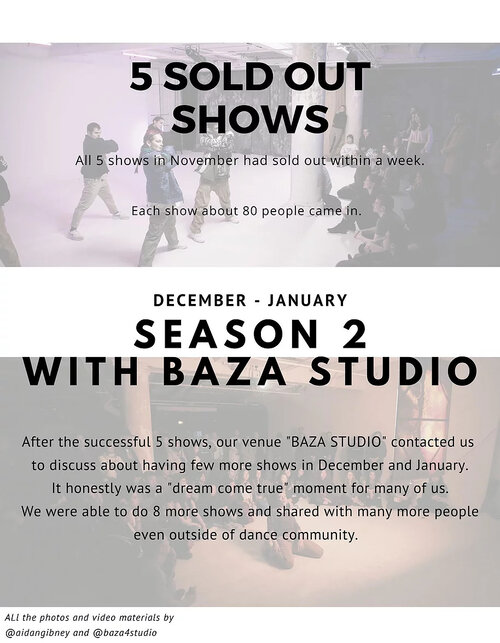 5 SOLD OUT
SHOWS
All 5 shows in November had sold out within a week.
Each show about 80 people came in.
DECEMBER - JANUARY
SEASON 2
WITH BAZA STUDIO
After the successful 5 shows, our venue "BAZA STUDIO" contacted us
to discuss about having few more shows in December and January.
It honestly was a "dream come true" moment for many of us.
We were able to do 8 more shows and shared with many more people
even outside of dance community.
ALl the photos and video materials by
@aidangibney and @baza4studio